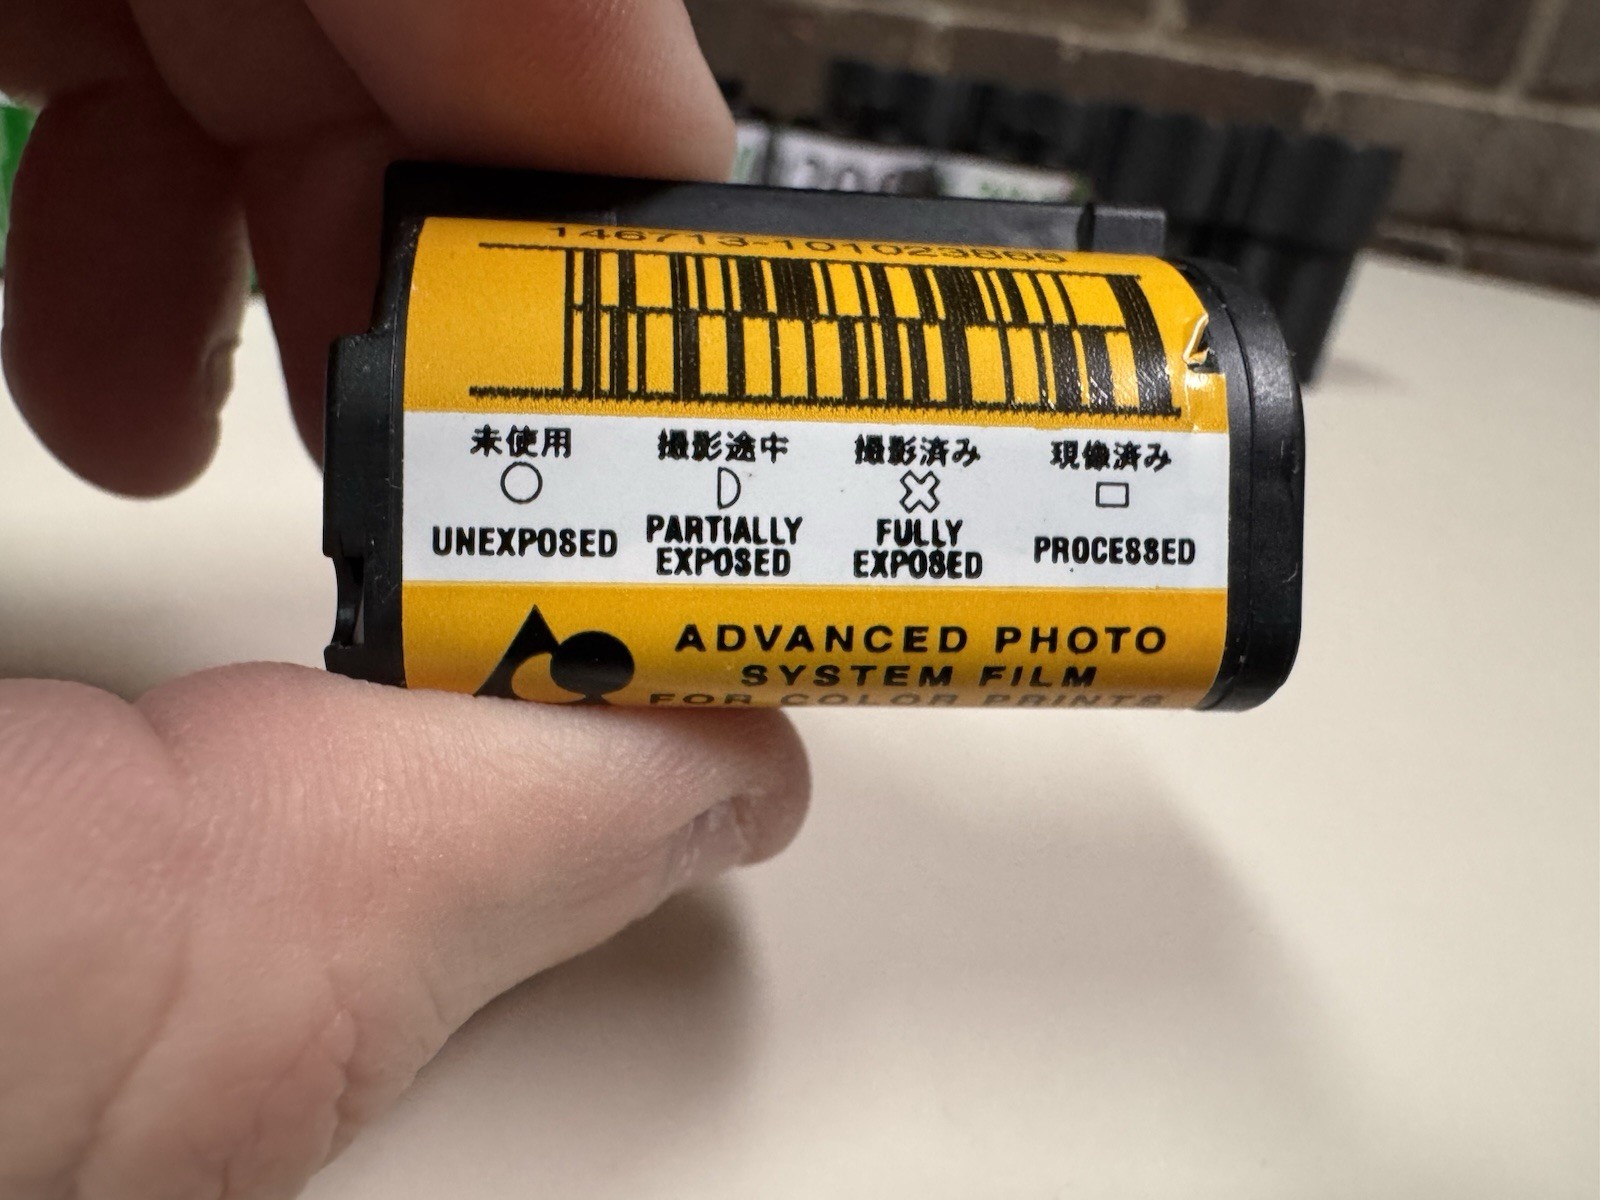 146713-101023666
未使用 撮影途中 撮影済み 現像済み
UNEXPOSED PARTIALLY EXPOSED FULLY EXPOSED PROCESSED
ADVANCED PHOTO
SYSTEM FILM
FOR COLOR PRINTS